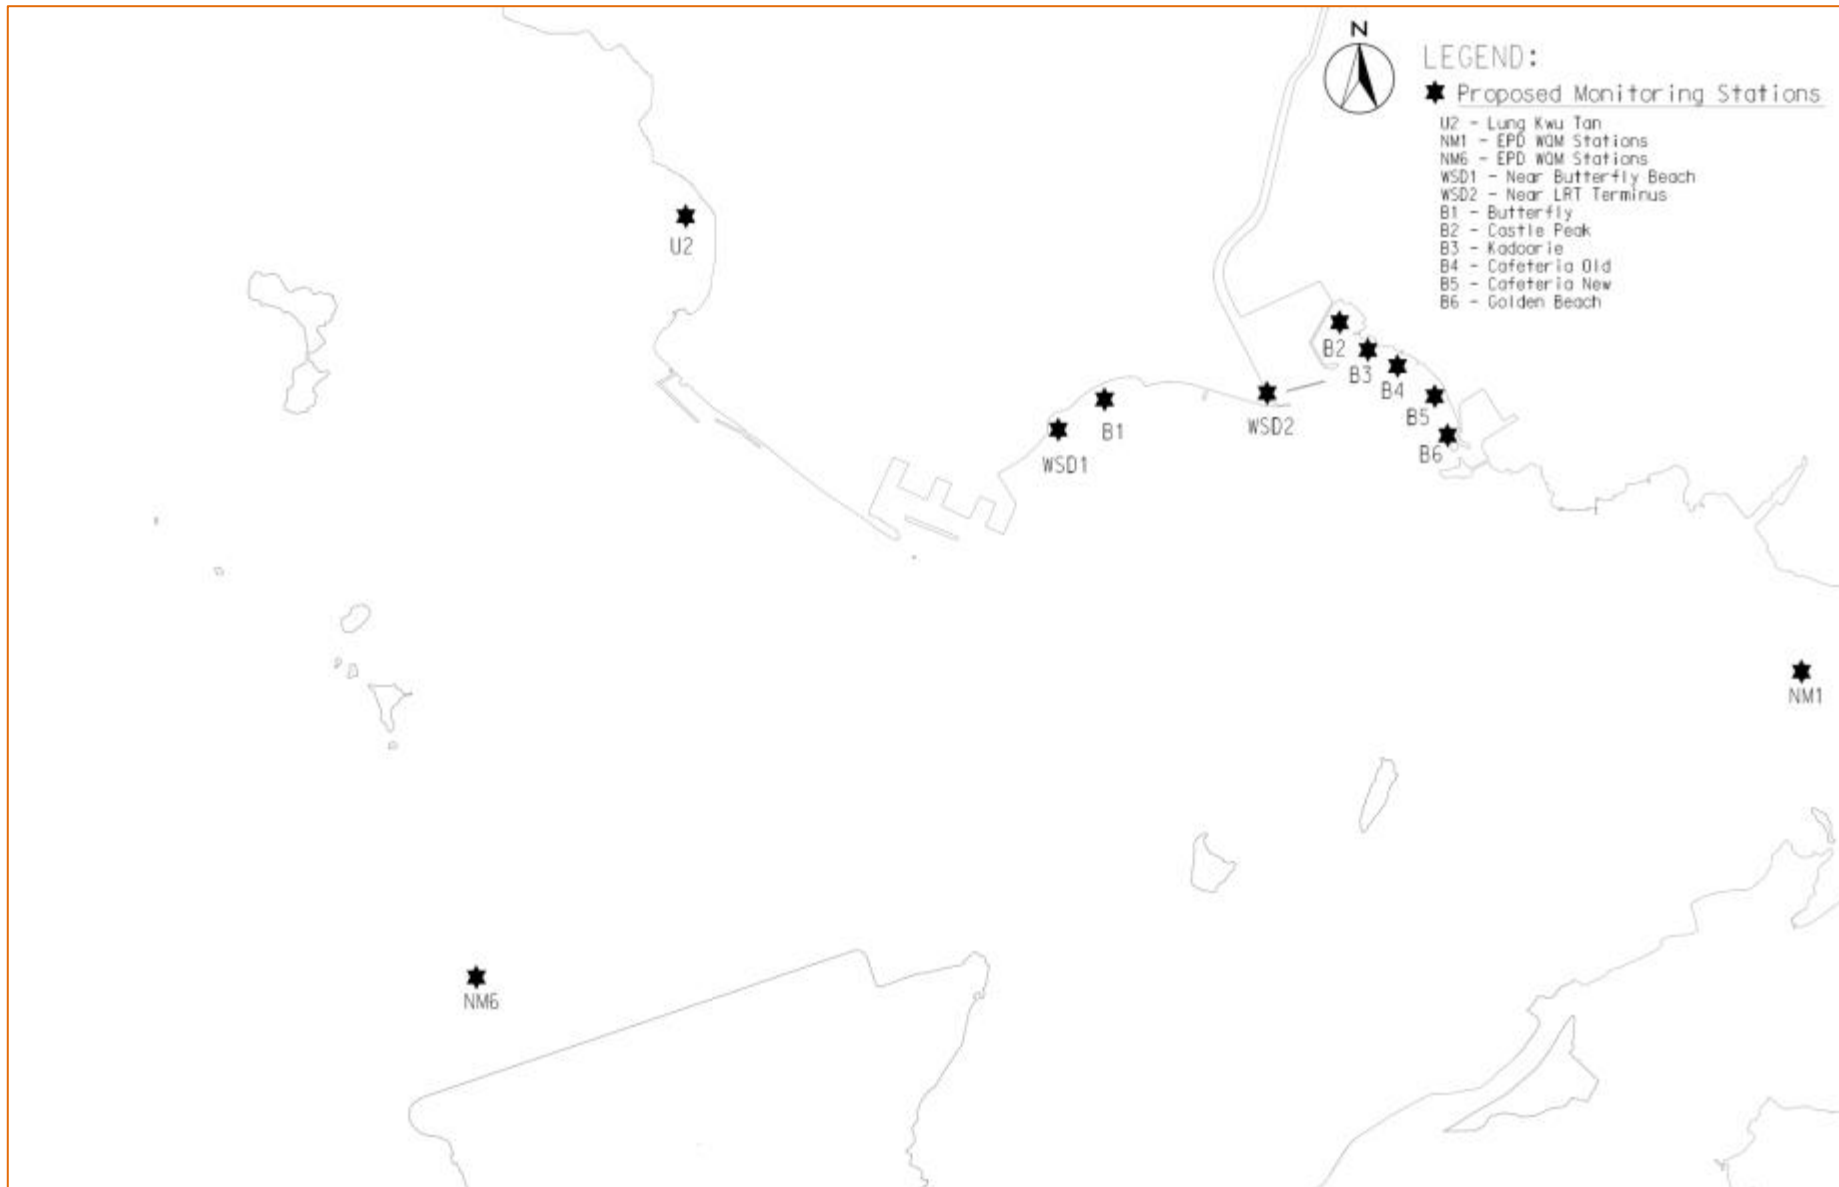 N
LEGEND:
Proposed Monitoring Stations
U2 - Lung Kwu Tan
NM1 - EPD WQM Stations
NM6 - EPD WQM Stations
WSD1 - Near Butterfly Beach
WSD2 - Near LRT Terminus
B1 - Butterfly
B2 - Castle Peak
B3 - Kadoorie
B4 - Cafeteria Old
B5 - Cafeteria New
B6 - Golden Beach
U2
B2
B3
B4
B5
B6
WSD2
B1
WSD1
NM1
NM6